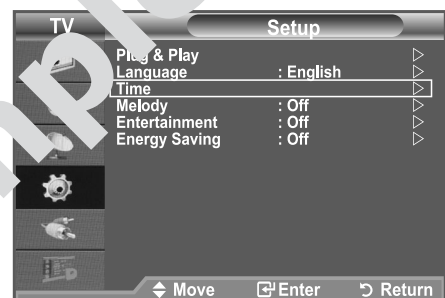 TV
Setup
Plug & Play
Language : English
Time
Melody : Off
Entertainment : Off
Energy Saving : Off
Move Enter Return